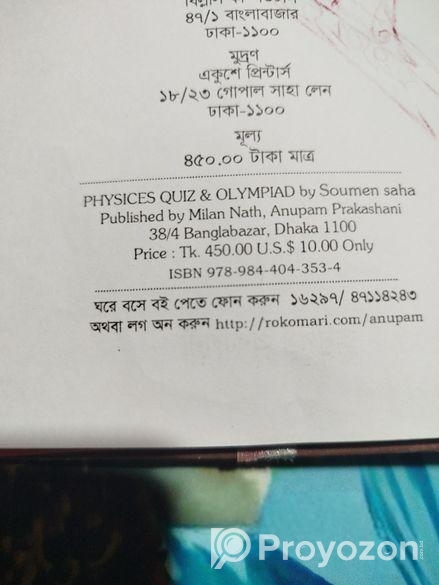 ৪৭/১ বাংলাবাজার
ঢাকা-১১০০
মুদ্রণ
একুশে প্রিন্টার্স
১৮/২৩ গোপাল সাহা লেন
ঢাকা-১১০০
মূল্য
৪৫০.০০ টাকা মাত্র
PHYSICES QUIZ & OLYMPIAD by Soumen saha
Published by Milan Nath, Anupam Prakashani
38/4 Banglabazar, Dhaka 1100
Price : Tk. 450.00 U.S.$ 10.00 Only
ISBN 978-984-404-353-4
ঘরে বসে বই পেতে ফোন করুন ১৬২৯৭/ ৪৭১১৪২৪৩
অথবা লগ অন করুন http://rokomari.com/anupam
Proyozon